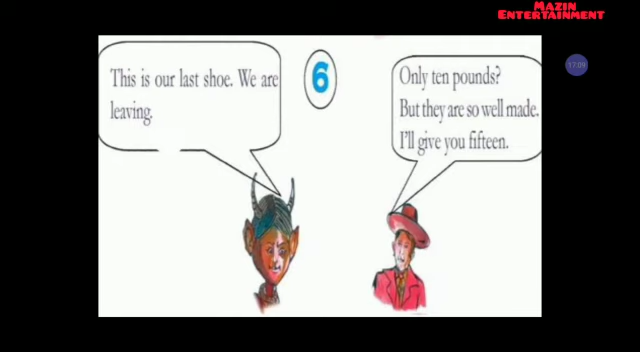 MAZIN
ENTERTAINMENT
17:09
This is our last shoe. We are
leaving.
6
Only ten pounds?
But they are so well made.
I'll give you fifteen.